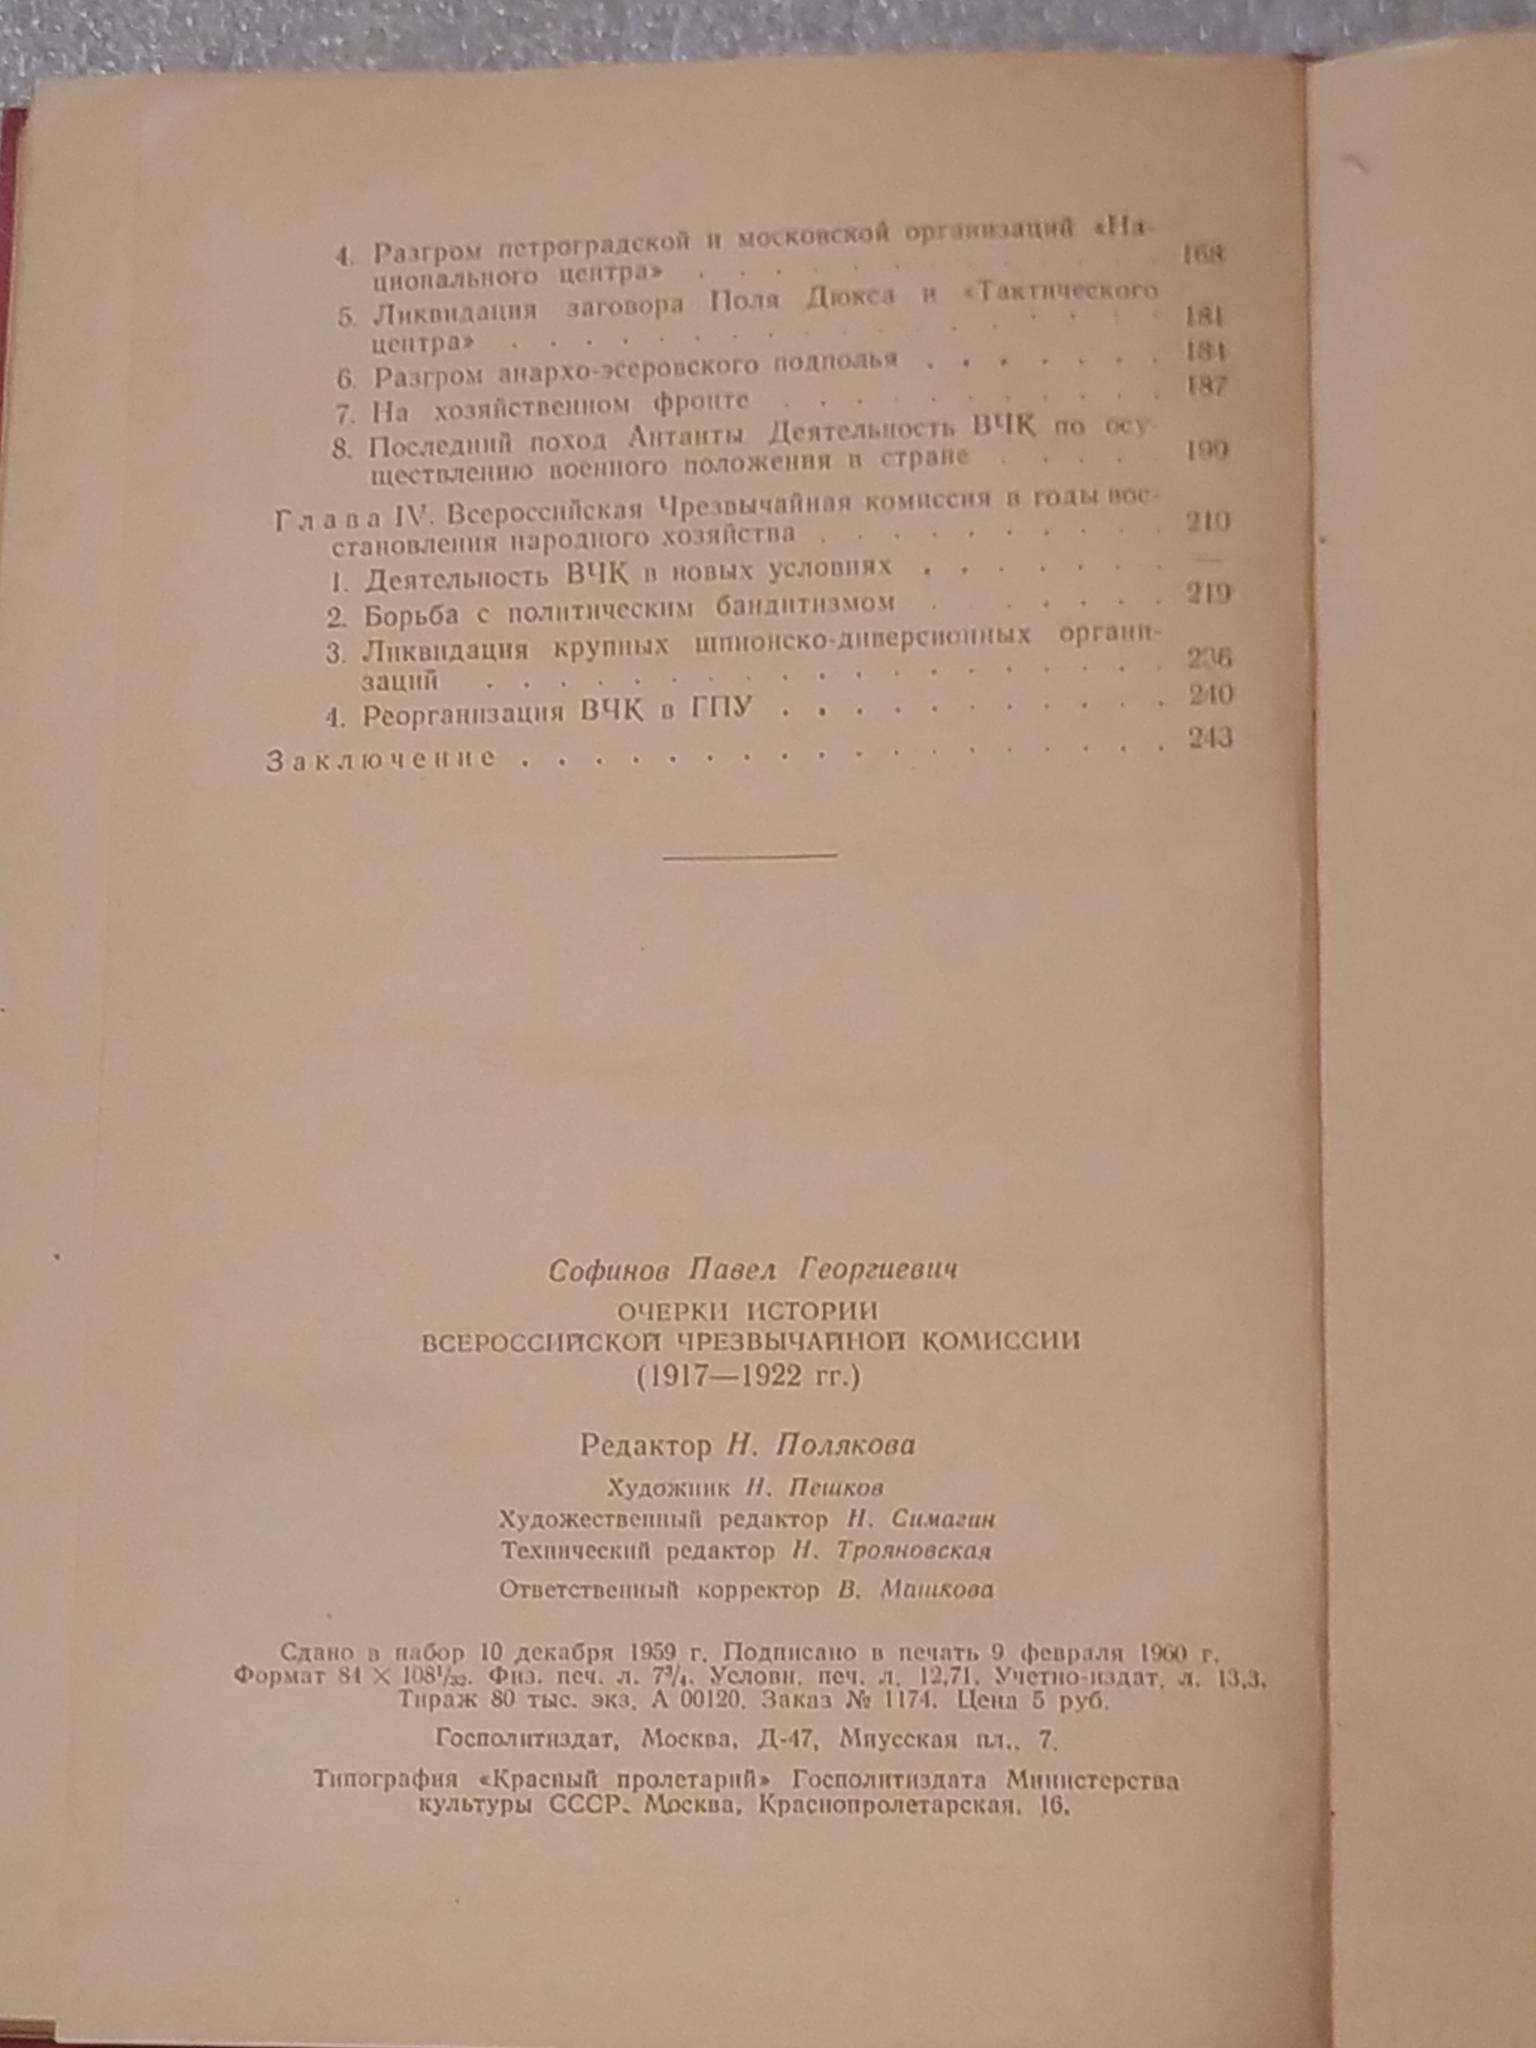 4. Разгром петроградской и московской организаций «На-
ционального центра» . . . . . . . . . . . . 168
5. Ликвидация заговора Поля Дюкса и «Тактического
центра» . . . . . . . . . . . . . . . . . . 181
6. Разгром анархо-эсеровского подполья . . . . . . . 184
7. На хозяйственном фронте . . . . . . . . . . . 187
8. Последний поход Антанты Деятельность ВЧК по осу-
ществлению военного положения в стране . . . . . 199
Глава IV. Всероссийская Чрезвычайная комиссия в годы вос-
становления народного хозяйства . . . . . . . . . . 210
1. Деятельность ВЧК в новых условиях . . . . . . . —
2. Борьба с политическим бандитизмом . . . . . . . 219
3. Ликвидация крупных шпионско-диверсионных органи-
заций . . . . . . . . . . . . . . . . . . . 236
4. Реорганизация ВЧК в ГПУ . . . . . . . . . . . 240
Заключение . . . . . . . . . . . . . . . . . . 243
Софинов Павел Георгиевич
ОЧЕРКИ ИСТОРИИ
ВСЕРОССИЙСКОЙ ЧРЕЗВЫЧАЙНОЙ КОМИССИИ
(1917—1922 гг.)
Редактор Н. Полякова
Художник Н. Пешков
Художественный редактор Н. Симагин
Технический редактор Н. Трояновская
Ответственный корректор В. Машкова
Сдано в набор 10 декабря 1959 г. Подписано в печать 9 февраля 1960 г.
Формат 84 × 108¹/₃₂. Физ. печ. л. 7³/₄. Условн. печ. л. 12,71. Учетно-издат. л. 13,3.
Тираж 80 тыс. экз. А 00120. Заказ № 1174. Цена 5 руб.
Госполитиздат, Москва, Д-47, Миусская пл., 7.
Типография «Красный пролетарий» Госполитиздата Министерства
культуры СССР. Москва, Краснопролетарская, 16.